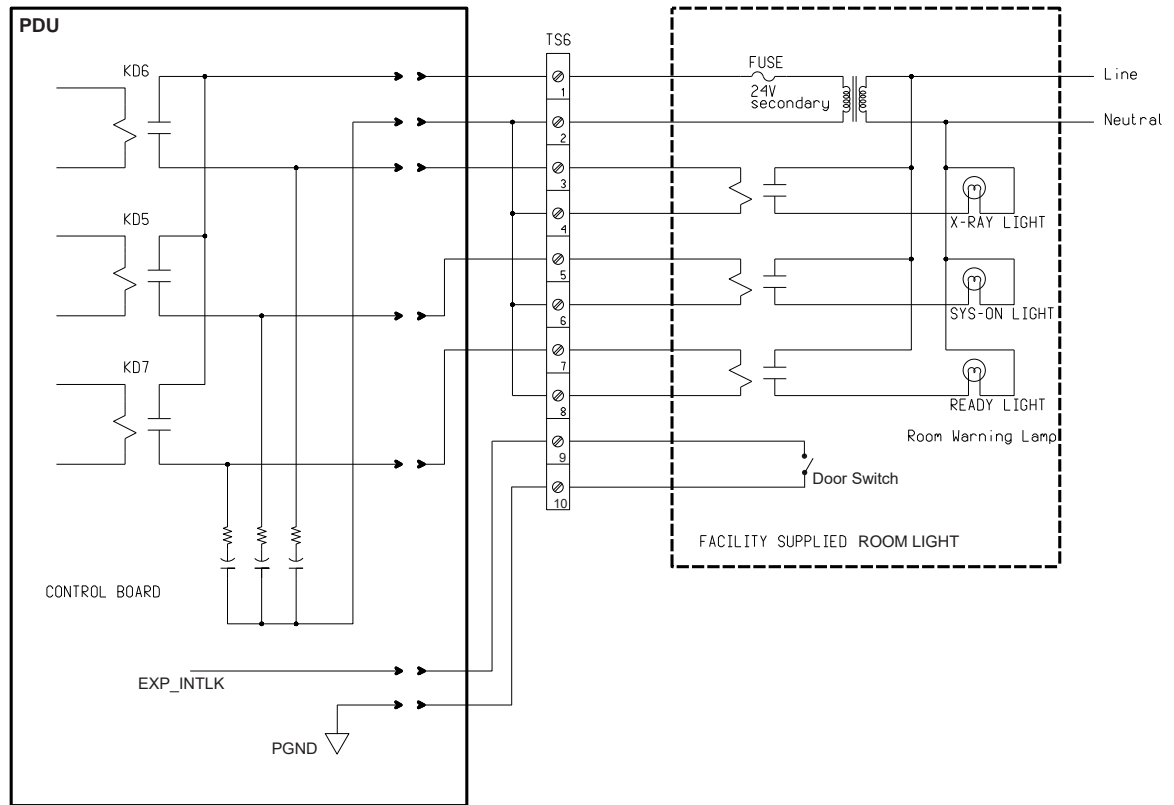 PDU
KD6
KD5
KD7
CONTROL BOARD
EXP_INTLK
PGND
TS6
1
2
3
4
5
6
7
8
9
10
FUSE
24V
secondary
Line
Neutral
X-RAY LIGHT
SYS-ON LIGHT
READY LIGHT
Room Warning Lamp
Door Switch
FACILITY SUPPLIED ROOM LIGHT